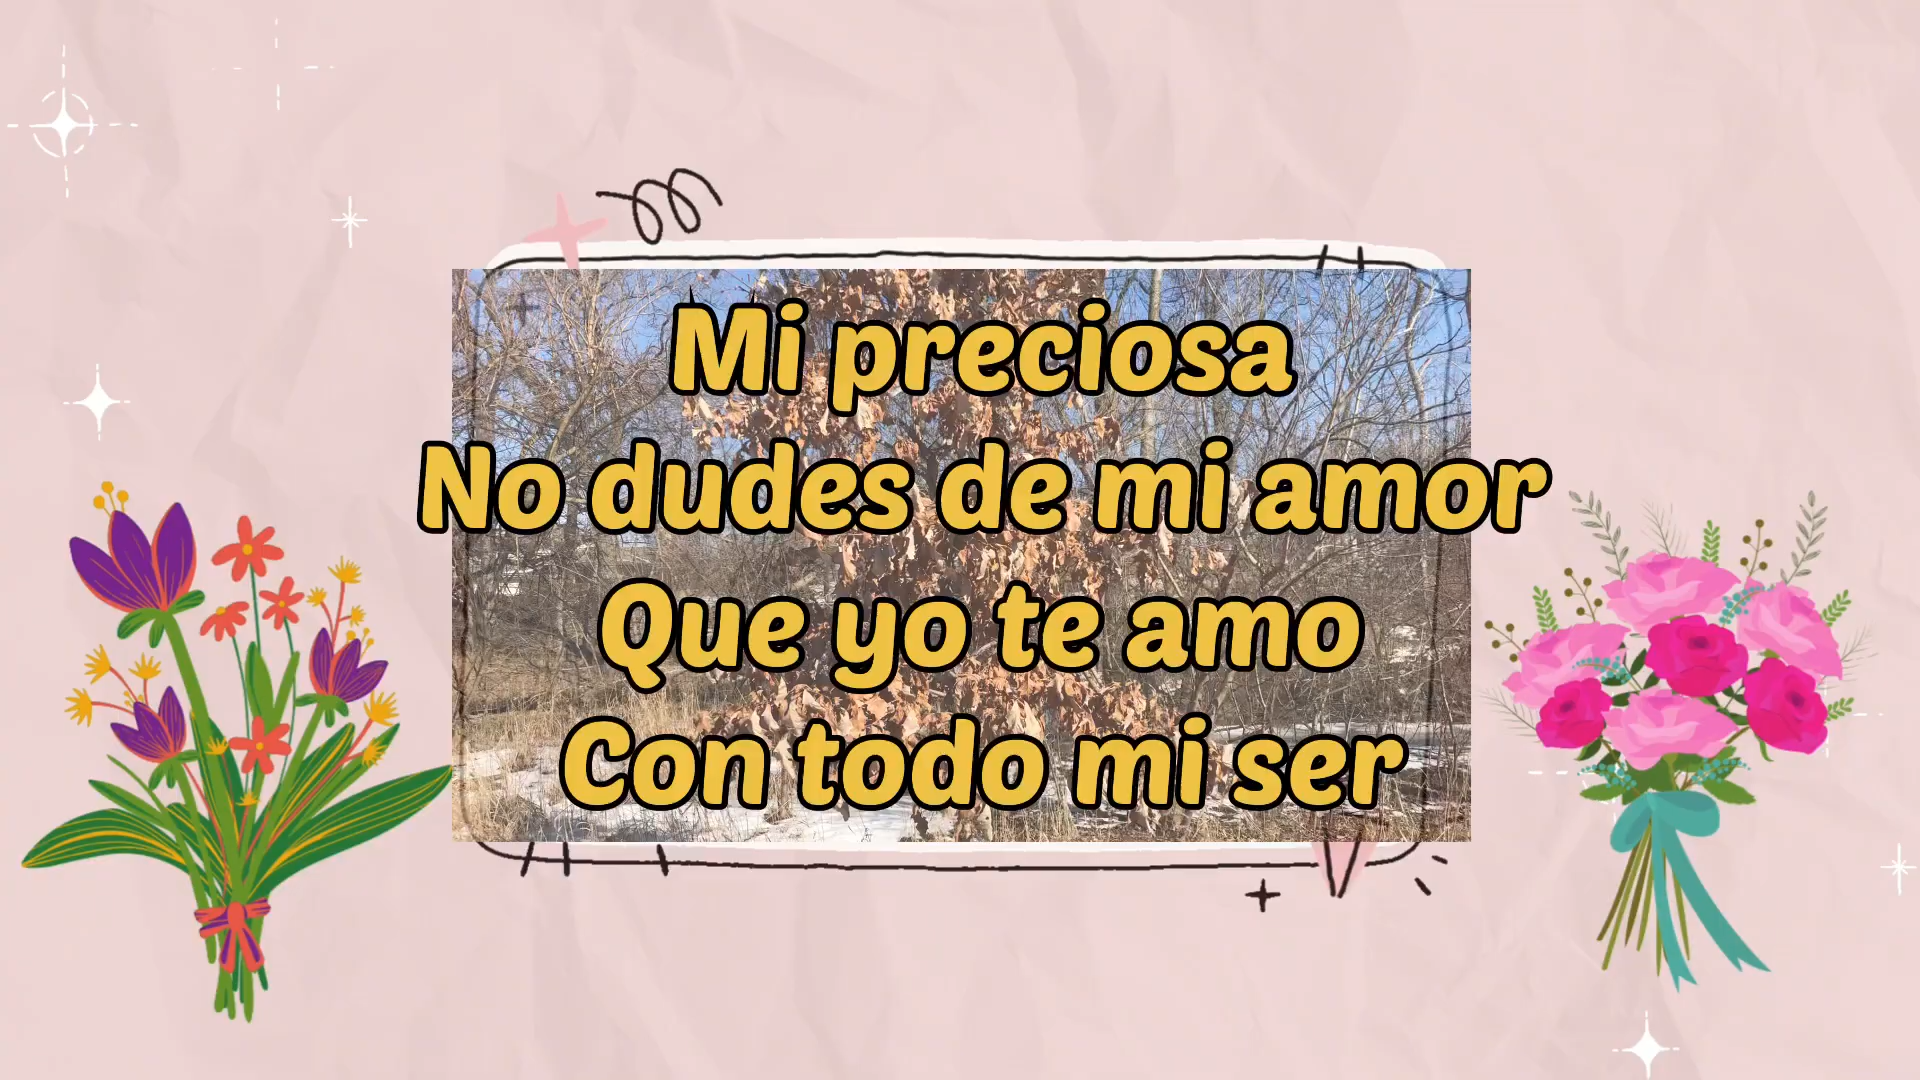 Mi preciosa
No dudes de mi amor
Que yo te amo
Con todo mi ser